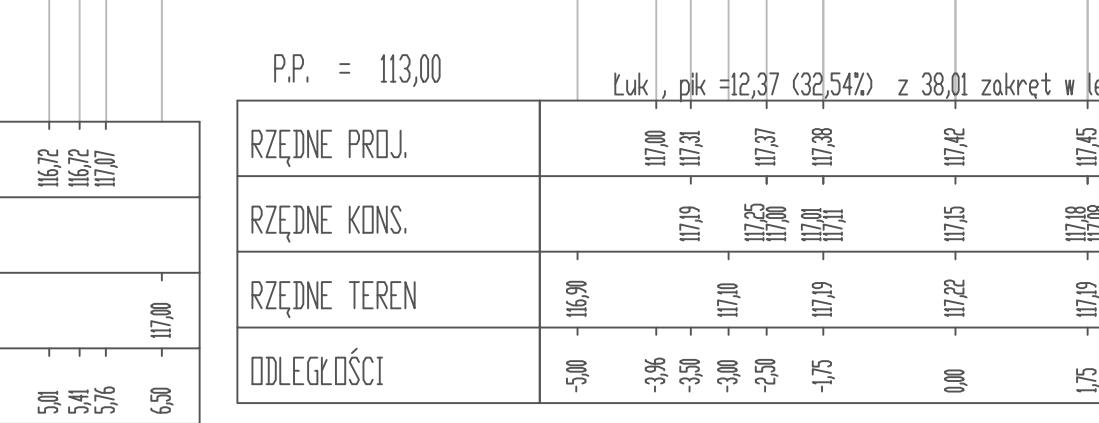 P.P. = 113,00
Łuk , pik =12,37 (32,54%) z 38,01 zakręt w
116,72 116,72 117,07
117,00
5,01 5,41 5,76 6,50
RZĘDNE PROJ. 117,00 117,31 117,37 117,38 117,42 117,45
RZĘDNE KONS. 117,19 117,25 117,00 117,01 117,11 117,15 117,18
RZĘDNE TEREN 116,90 117,10 117,19 117,22 117,19
ODLEGŁOŚCI -5,00 -3,96 -3,50 -3,00 -2,50 -1,75 0,00 1,75